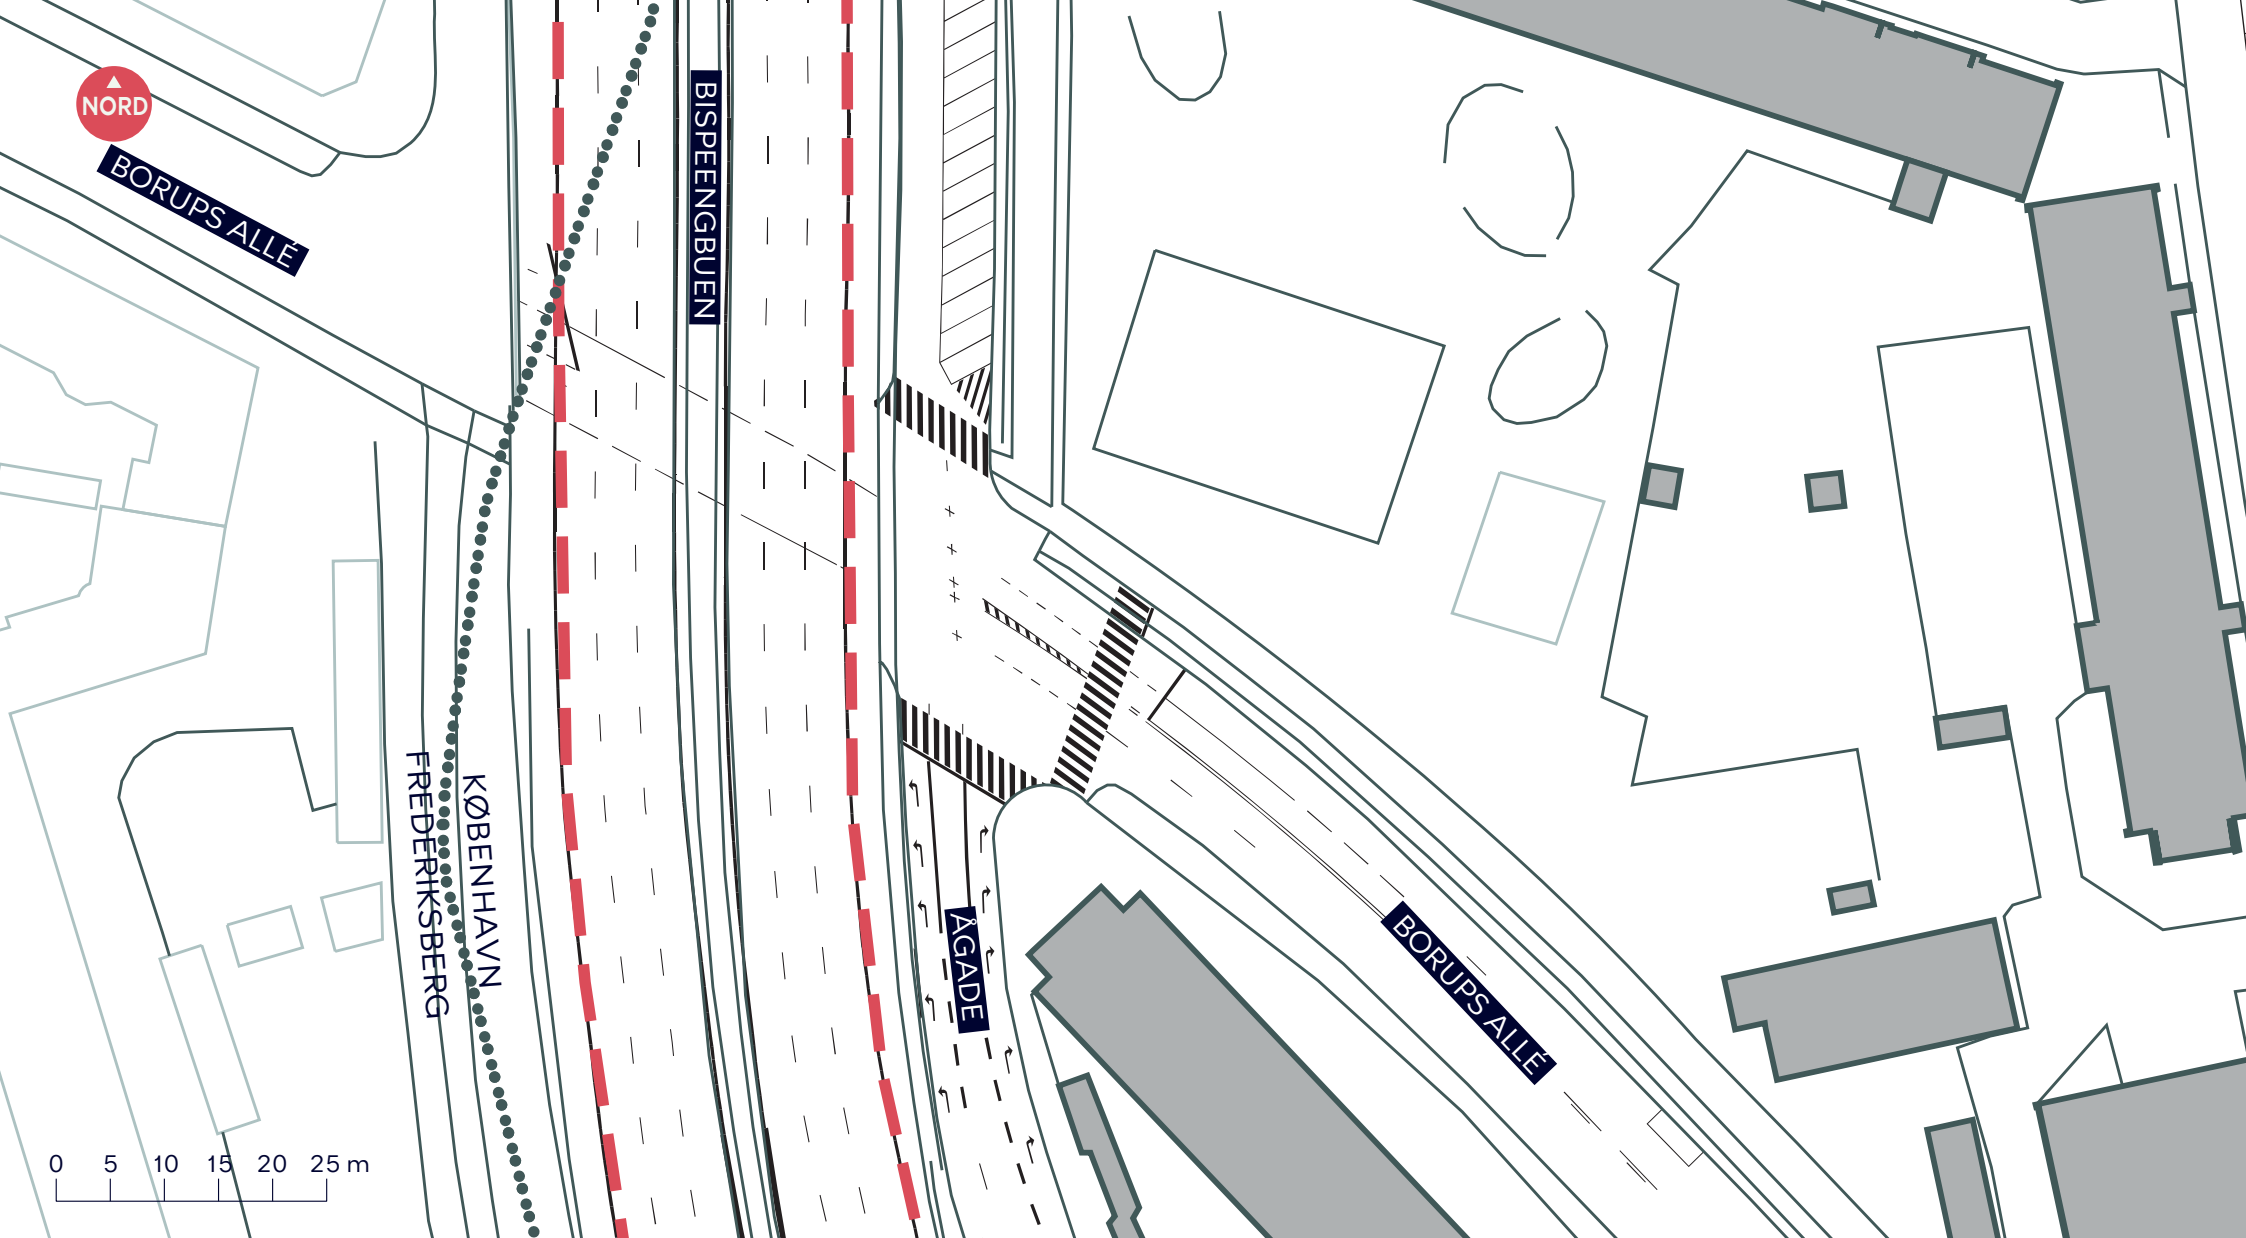 NORD
BORUPS ALLÉ
BISPEENGBUEN
FREDERIKSBERG
KØBENHAVN
ÅGADE
BORUPS ALLÉ
0 5 10 15 20 25 m